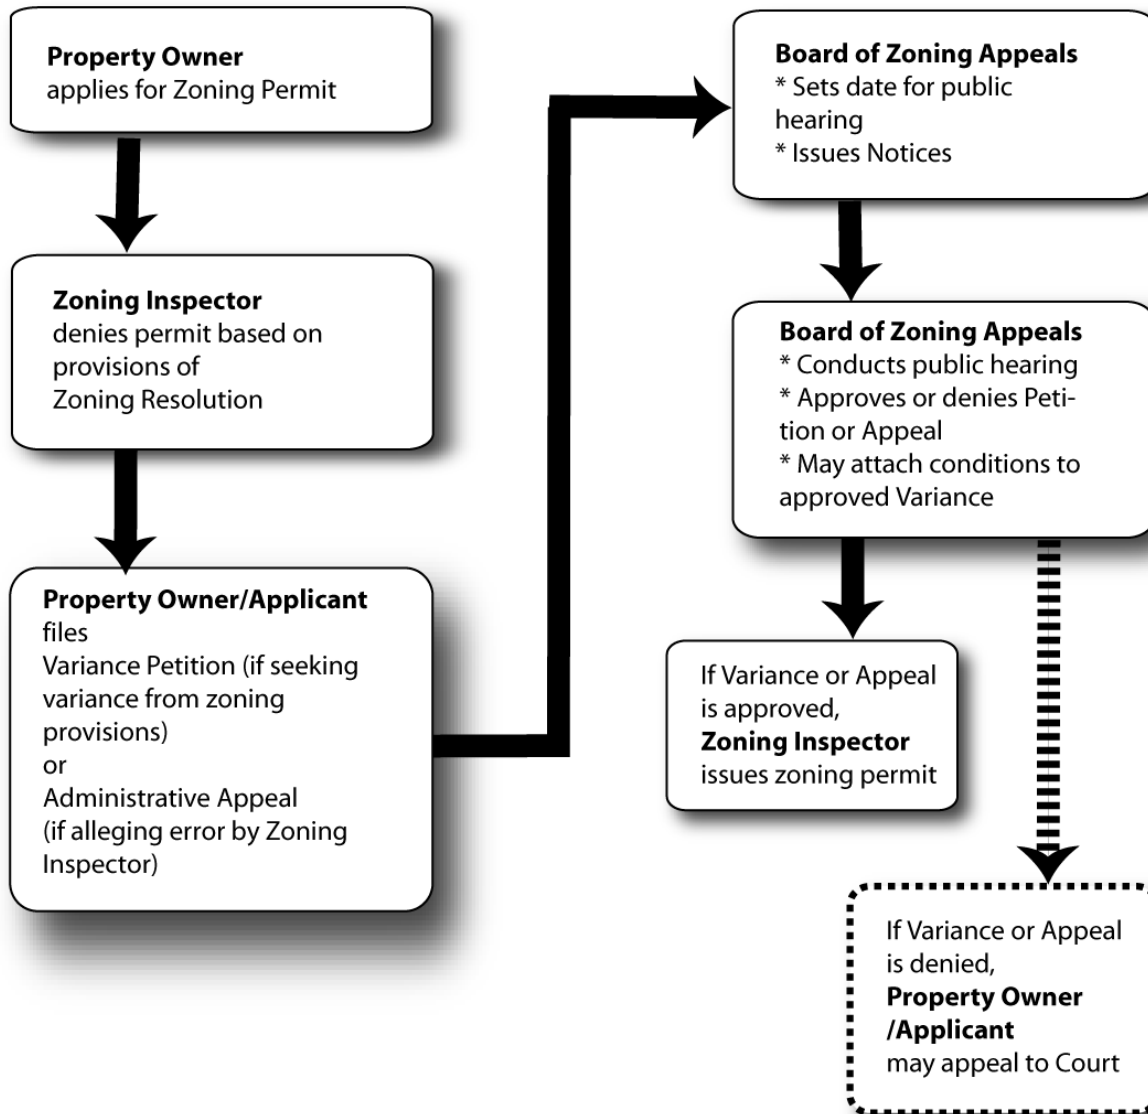 Property Owner
applies for Zoning Permit
Zoning Inspector
denies permit based on
provisions of
Zoning Resolution
Property Owner/Applicant
files
Variance Petition (if seeking
variance from zoning
provisions)
or
Administrative Appeal
(if alleging error by Zoning
Inspector)
Board of Zoning Appeals
* Sets date for public
hearing
* Issues Notices
Board of Zoning Appeals
* Conducts public hearing
* Approves or denies Peti-
tion or Appeal
* May attach conditions to
approved Variance
If Variance or Appeal
is approved,
Zoning Inspector
issues zoning permit
If Variance or Appeal
is denied,
Property Owner
/Applicant
may appeal to Court